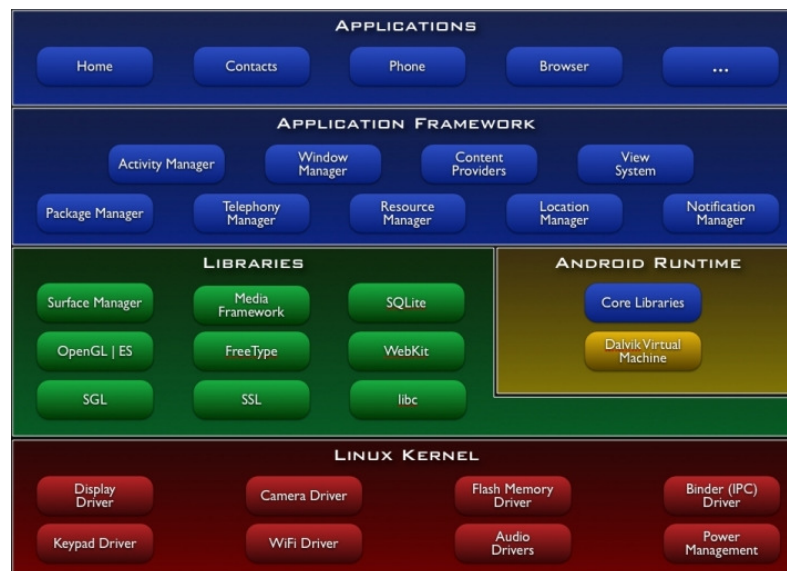 APPLICATIONS
Home
Contacts
Phone
Browser
...
APPLICATION FRAMEWORK
Activity Manager
Window
Manager
Content
Providers
View
System
Package Manager
Telephony
Manager
Resource
Manager
Location
Manager
Notification
Manager
LIBRARIES
Surface Manager
Media
Framework
SQLite
OpenGL | ES
FreeType
WebKit
SGL
SSL
libc
ANDROID RUNTIME
Core Libraries
Dalvik Virtual
Machine
LINUX KERNEL
Display
Driver
Camera Driver
Flash Memory
Driver
Binder (IPC)
Driver
Keypad Driver
WiFi Driver
Audio
Drivers
Power
Management